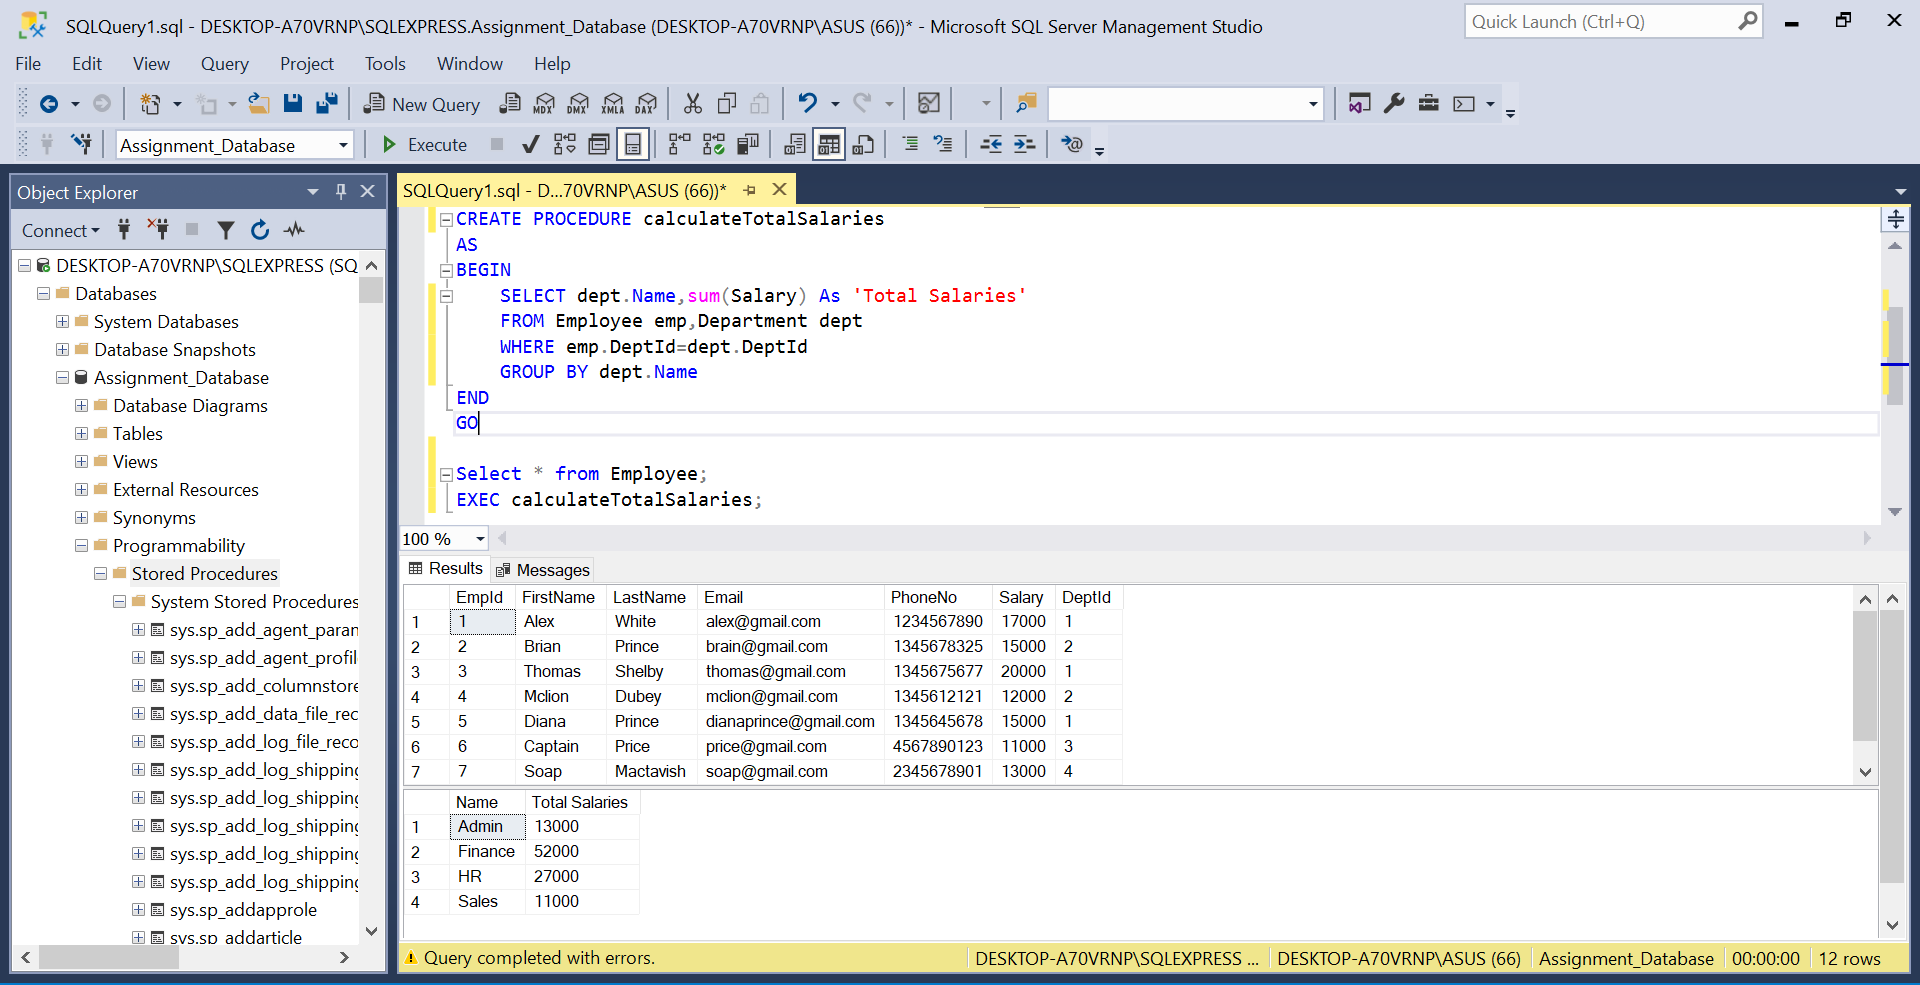 SQLQuery1.sql - DESKTOP-A70VRNP\SQLEXPRESS.Assignment_Database (DESKTOP-A70VRNP\ASUS (66))* - Microsoft SQL Server Management Studio
Quick Launch (Ctrl+Q)
File Edit View Query Project Tools Window Help
New Query MDX DMX XMLA DAX
Assignment_Database Execute
Object Explorer
Connect
DESKTOP-A70VRNP\SQLEXPRESS (SQ
Databases
System Databases
Database Snapshots
Assignment_Database
Database Diagrams
Tables
Views
External Resources
Synonyms
Programmability
Stored Procedures
System Stored Procedures
sys.sp_add_agent_paran
sys.sp_add_agent_profil
sys.sp_add_columnstore
sys.sp_add_data_file_rec
sys.sp_add_log_file_reco
sys.sp_add_log_shipping
sys.sp_add_log_shipping
sys.sp_add_log_shipping
sys.sp_add_log_shipping
sys.sp_add_log_shipping
sys.sp_addapprole
sys.sp_addarticle
SQLQuery1.sql - D...70VRNP\ASUS (66))*
CREATE PROCEDURE calculateTotalSalaries
AS
BEGIN
SELECT dept.Name,sum(Salary) As 'Total Salaries'
FROM Employee emp,Department dept
WHERE emp.DeptId=dept.DeptId
GROUP BY dept.Name
END
GO
Select * from Employee;
EXEC calculateTotalSalaries;
100 %
Results Messages
EmpId FirstName LastName Email PhoneNo Salary DeptId
1 1 Alex White alex@gmail.com 1234567890 17000 1
2 2 Brian Prince brain@gmail.com 1345678325 15000 2
3 3 Thomas Shelby thomas@gmail.com 1345675677 20000 1
4 4 Mclion Dubey mclion@gmail.com 1345612121 12000 2
5 5 Diana Prince dianaprince@gmail.com 1345645678 15000 1
6 6 Captain Price price@gmail.com 4567890123 11000 3
7 7 Soap Mactavish soap@gmail.com 2345678901 13000 4
Name Total Salaries
1 Admin 13000
2 Finance 52000
3 HR 27000
4 Sales 11000
Query completed with errors. DESKTOP-A70VRNP\SQLEXPRESS ... DESKTOP-A70VRNP\ASUS (66) Assignment_Database 00:00:00 12 rows